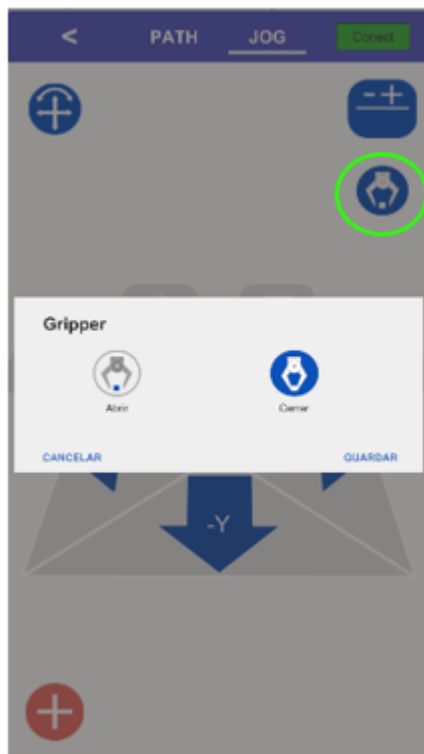 < PATH JOG Conect
- +
Gripper
Abrir Cerrar
CANCELAR GUARDAR
-Y